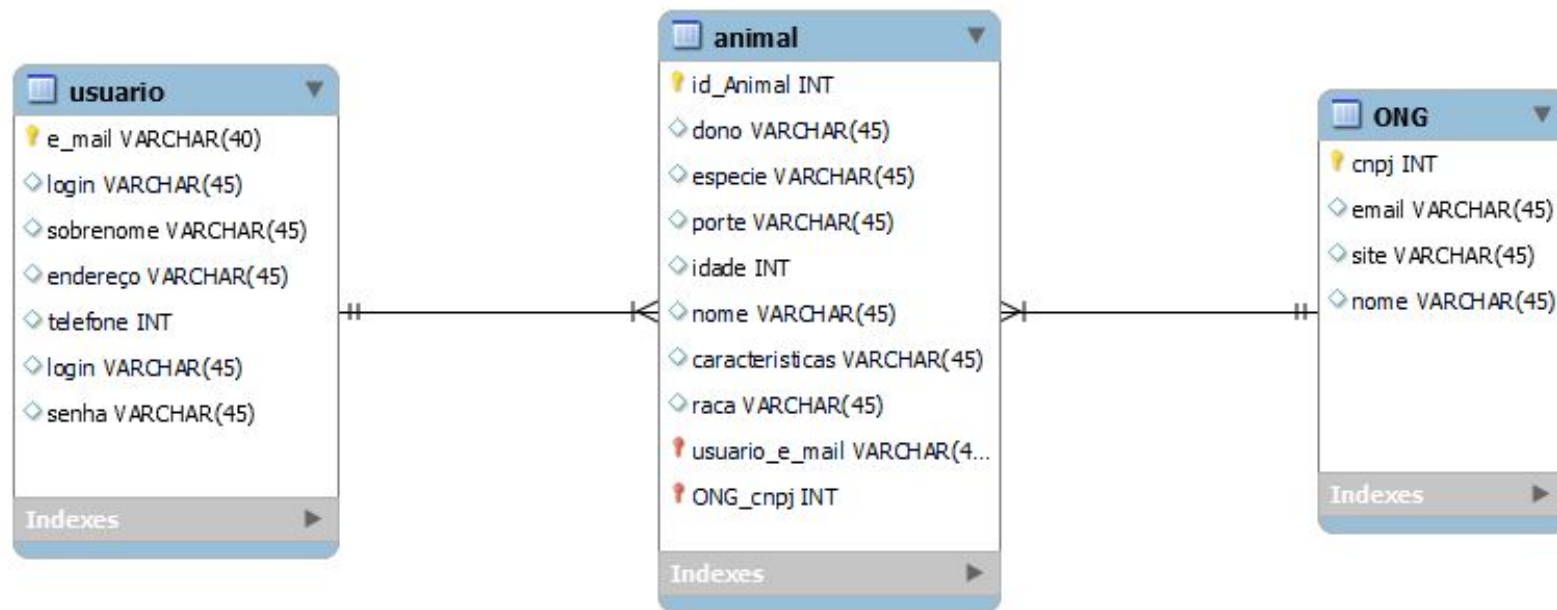 usuario
e_mail VARCHAR(40)
login VARCHAR(45)
sobrenome VARCHAR(45)
endereço VARCHAR(45)
telefone INT
login VARCHAR(45)
senha VARCHAR(45)
Indexes
animal
id_Animal INT
dono VARCHAR(45)
especie VARCHAR(45)
porte VARCHAR(45)
idade INT
nome VARCHAR(45)
caracteristicas VARCHAR(45)
raca VARCHAR(45)
usuario_e_mail VARCHAR(4...
ONG_cnpj INT
Indexes
ONG
cnpj INT
email VARCHAR(45)
site VARCHAR(45)
nome VARCHAR(45)
Indexes